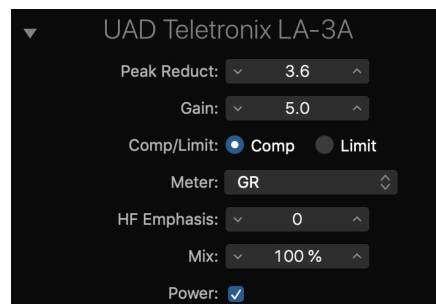 UAD Teletronix LA-3A
Peak Reduct: 3.6
Gain: 5.0
Comp/Limit: Comp Limit
Meter: GR
HF Emphasis: 0
Mix: 100 %
Power: